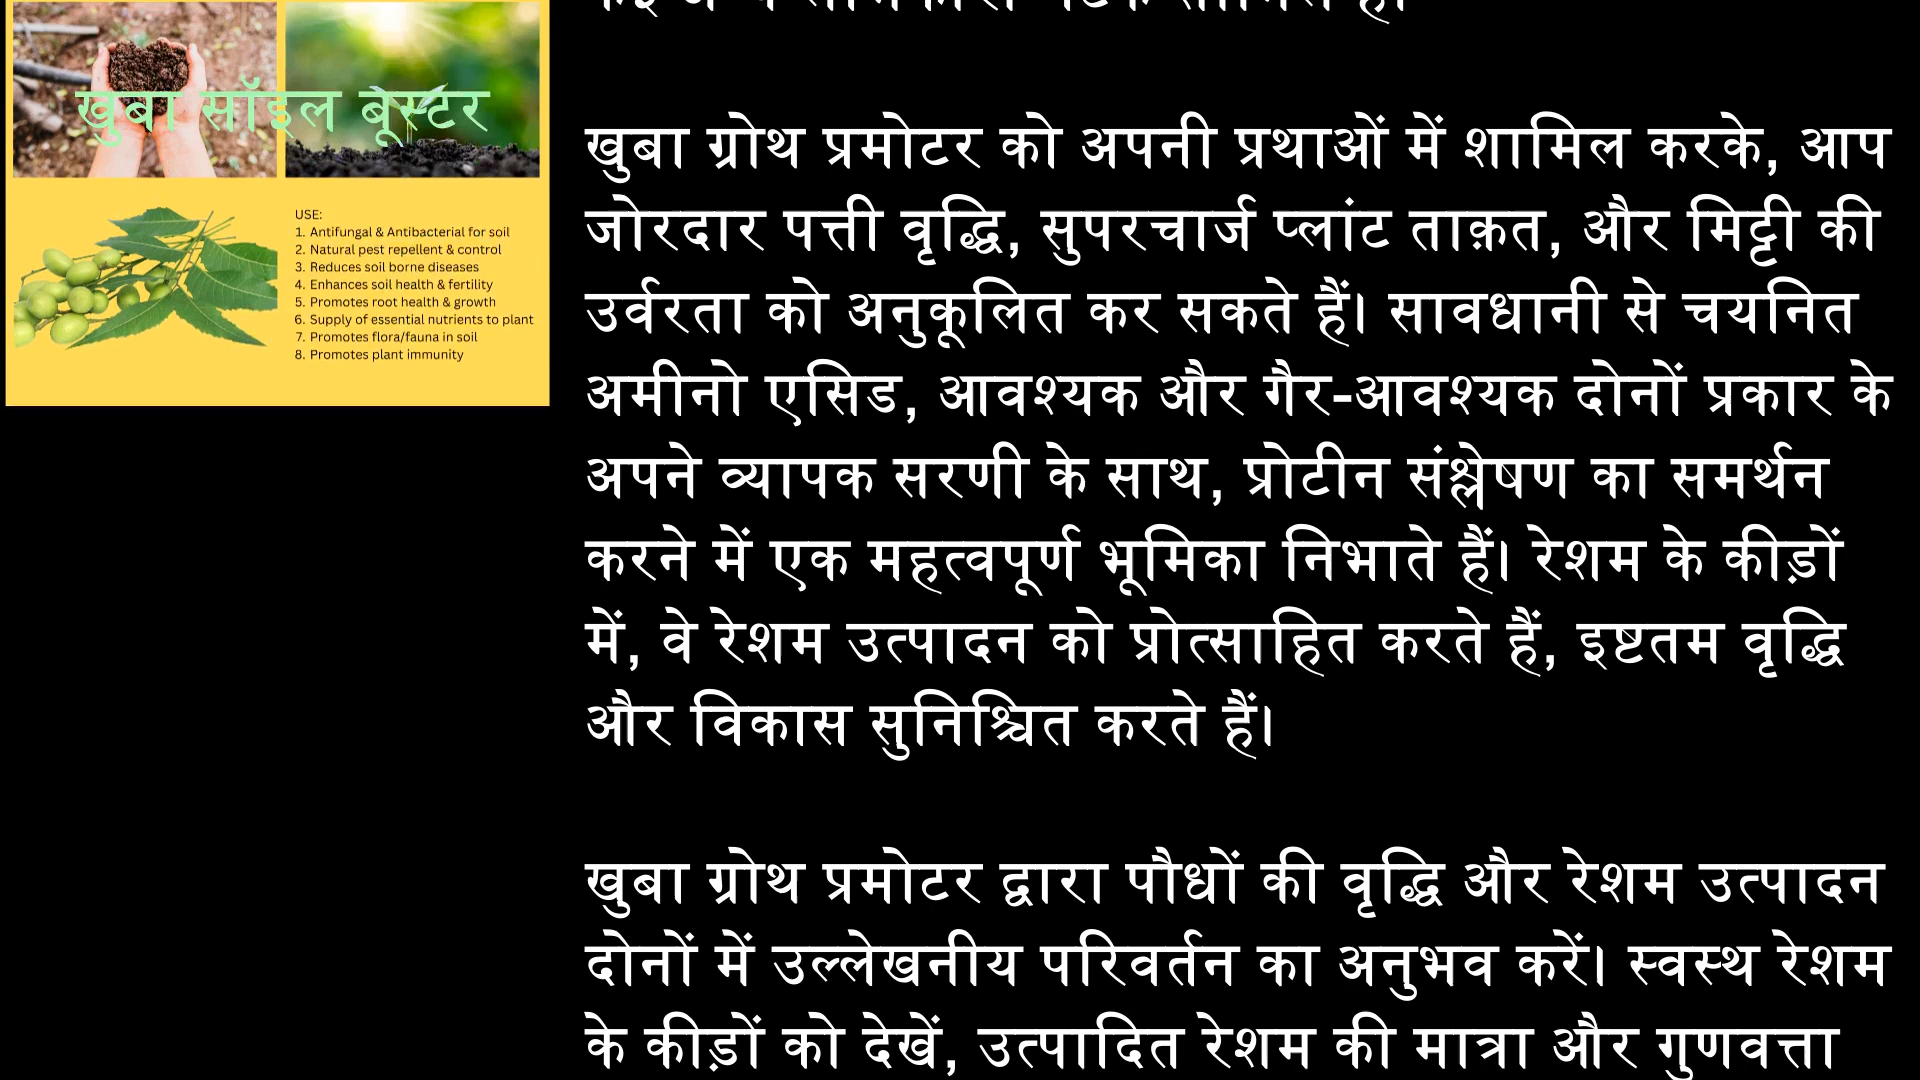 खुबा सॉइल बूस्टर
USE:
1. Antifungal & Antibacterial for soil
2. Natural pest repellent & control
3. Reduces soil borne diseases
4. Enhances soil health & fertility
5. Promotes root health & growth
6. Supply of essential nutrients to plant
7. Promotes flora/fauna in soil
8. Promotes plant immunity
खुबा ग्रोथ प्रमोटर को अपनी प्रथाओं में शामिल करके, आप
जोरदार पत्ती वृद्धि, सुपरचार्ज प्लांट ताक़त, और मिट्टी की
उर्वरता को अनुकूलित कर सकते हैं। सावधानी से चयनित
अमीनो एसिड, आवश्यक और गैर-आवश्यक दोनों प्रकार के
अपने व्यापक सरणी के साथ, प्रोटीन संश्लेषण का समर्थन
करने में एक महत्वपूर्ण भूमिका निभाते हैं। रेशम के कीड़ों
में, वे रेशम उत्पादन को प्रोत्साहित करते हैं, इष्टतम वृद्धि
और विकास सुनिश्चित करते हैं।
खुबा ग्रोथ प्रमोटर द्वारा पौधों की वृद्धि और रेशम उत्पादन
दोनों में उल्लेखनीय परिवर्तन का अनुभव करें। स्वस्थ रेशम
के कीड़ों को देखें, उत्पादित रेशम की मात्रा और गुणवत्ता